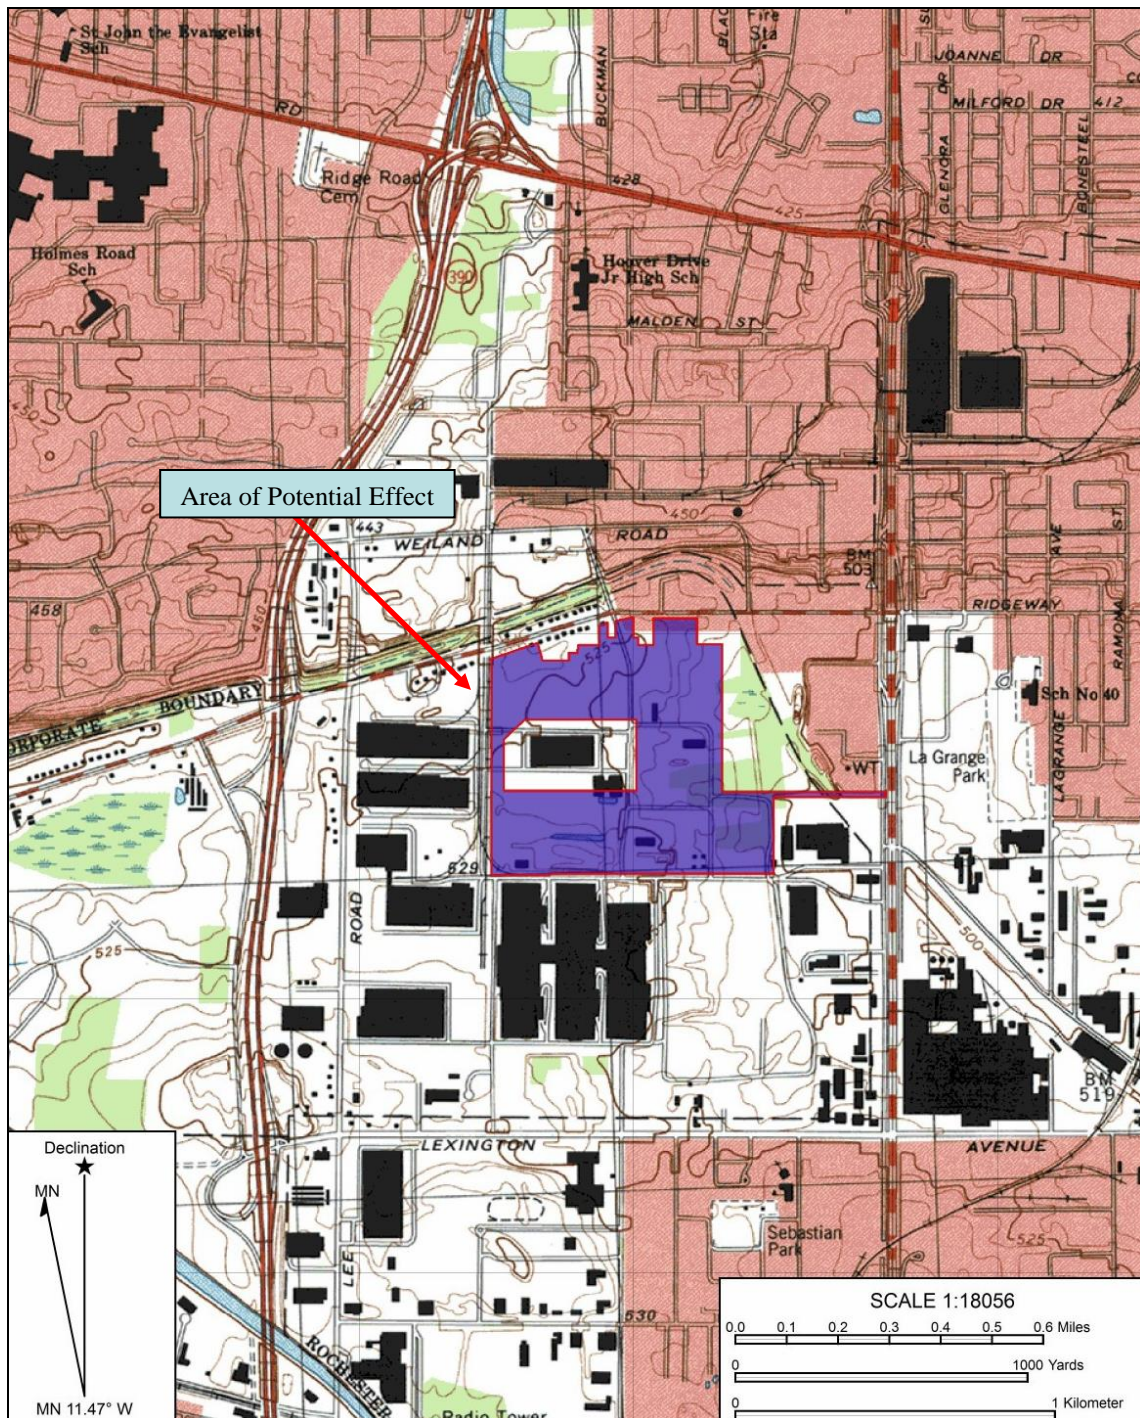 St John the Evangelist
Sch
Fire
Sta
BUCKMAN
JOANNE DR
GLENORA DR
MILFORD DR 412
BONESTEEL
RD
Ridge Road
Cem
428
425
Holmes Road
Sch
390
Hoover Drive
Jr High Sch
MALDEN ST
450
Area of Potential Effect
443
WEILAND ROAD
450
BM
503
AVE
ST
458
450
RIDGEWAY
RAMONA
525
CORPORATE BOUNDARY
Sch No 40
WT
La Grange
Park
LAGRANGE
529
ROAD
525
500
BM
519
LEXINGTON AVENUE
Declination
MN
MN 11.47° W
LEE
Sebastian
Park
525
530
ROCHESTER
Radio Tower
SCALE 1:18056
0.0 0.1 0.2 0.3 0.4 0.5 0.6 Miles
0 1000 Yards
0 1 Kilometer